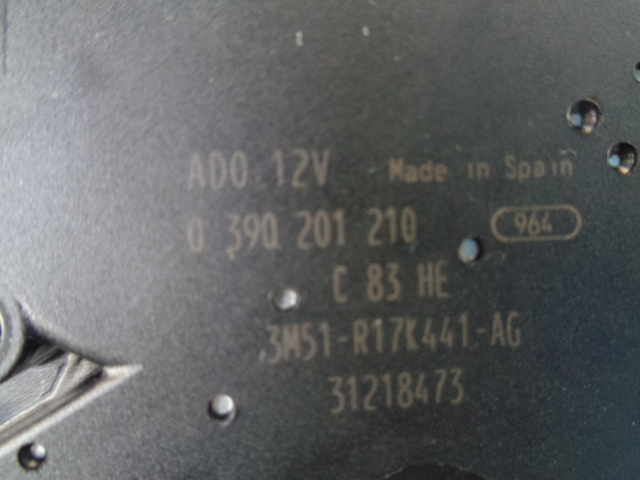 ADO 12V Made in Spain
0 390 201 210 964
C 83 HE
3M51-R17K441-AG
31218473